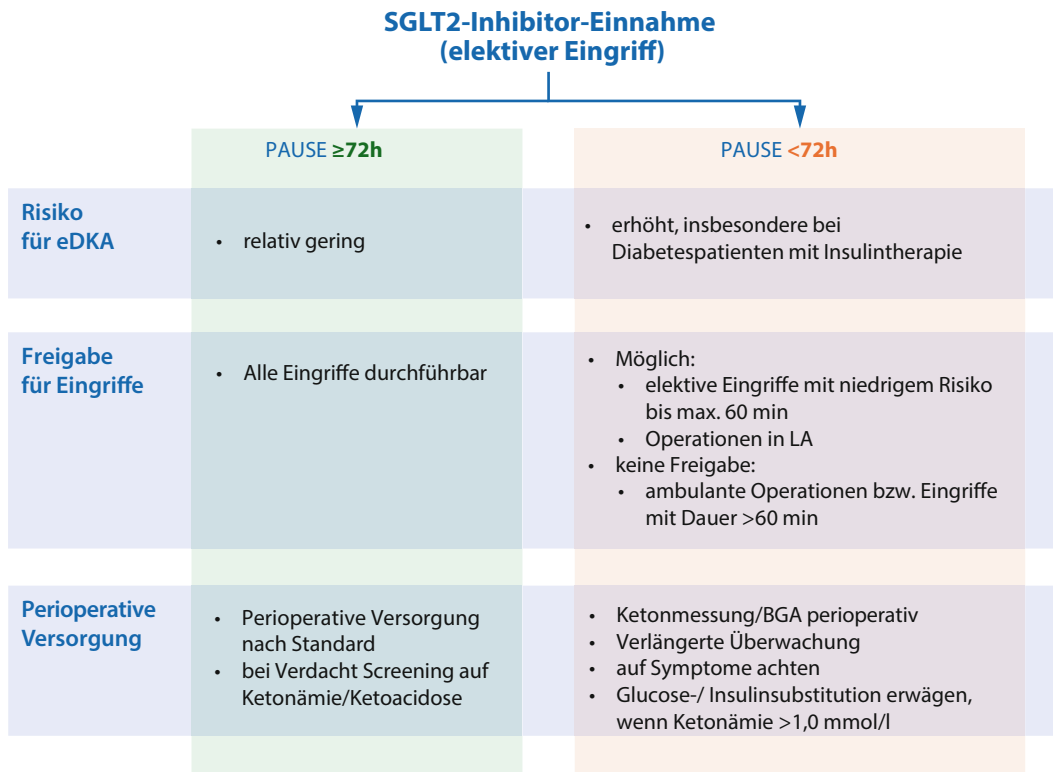 SGLT2-Inhibitor-Einnahme
(elektiver Eingriff)
PAUSE ≥72h
PAUSE <72h
Risiko
für eDKA
• relativ gering
• erhöht, insbesondere bei
Diabetespatienten mit Insulintherapie
Freigabe
für Eingriffe
• Alle Eingriffe durchführbar
• Möglich:
• elektive Eingriffe mit niedrigem Risiko
bis max. 60 min
• Operationen in LA
• keine Freigabe:
• ambulante Operationen bzw. Eingriffe
mit Dauer >60 min
Perioperative
Versorgung
• Perioperative Versorgung
nach Standard
• bei Verdacht Screening auf
Ketonämie/Ketoacidose
• Ketonmessung/BGA perioperativ
• Verlängerte Überwachung
• auf Symptome achten
• Glucose-/ Insulinsubstitution erwägen,
wenn Ketonämie >1,0 mmol/l